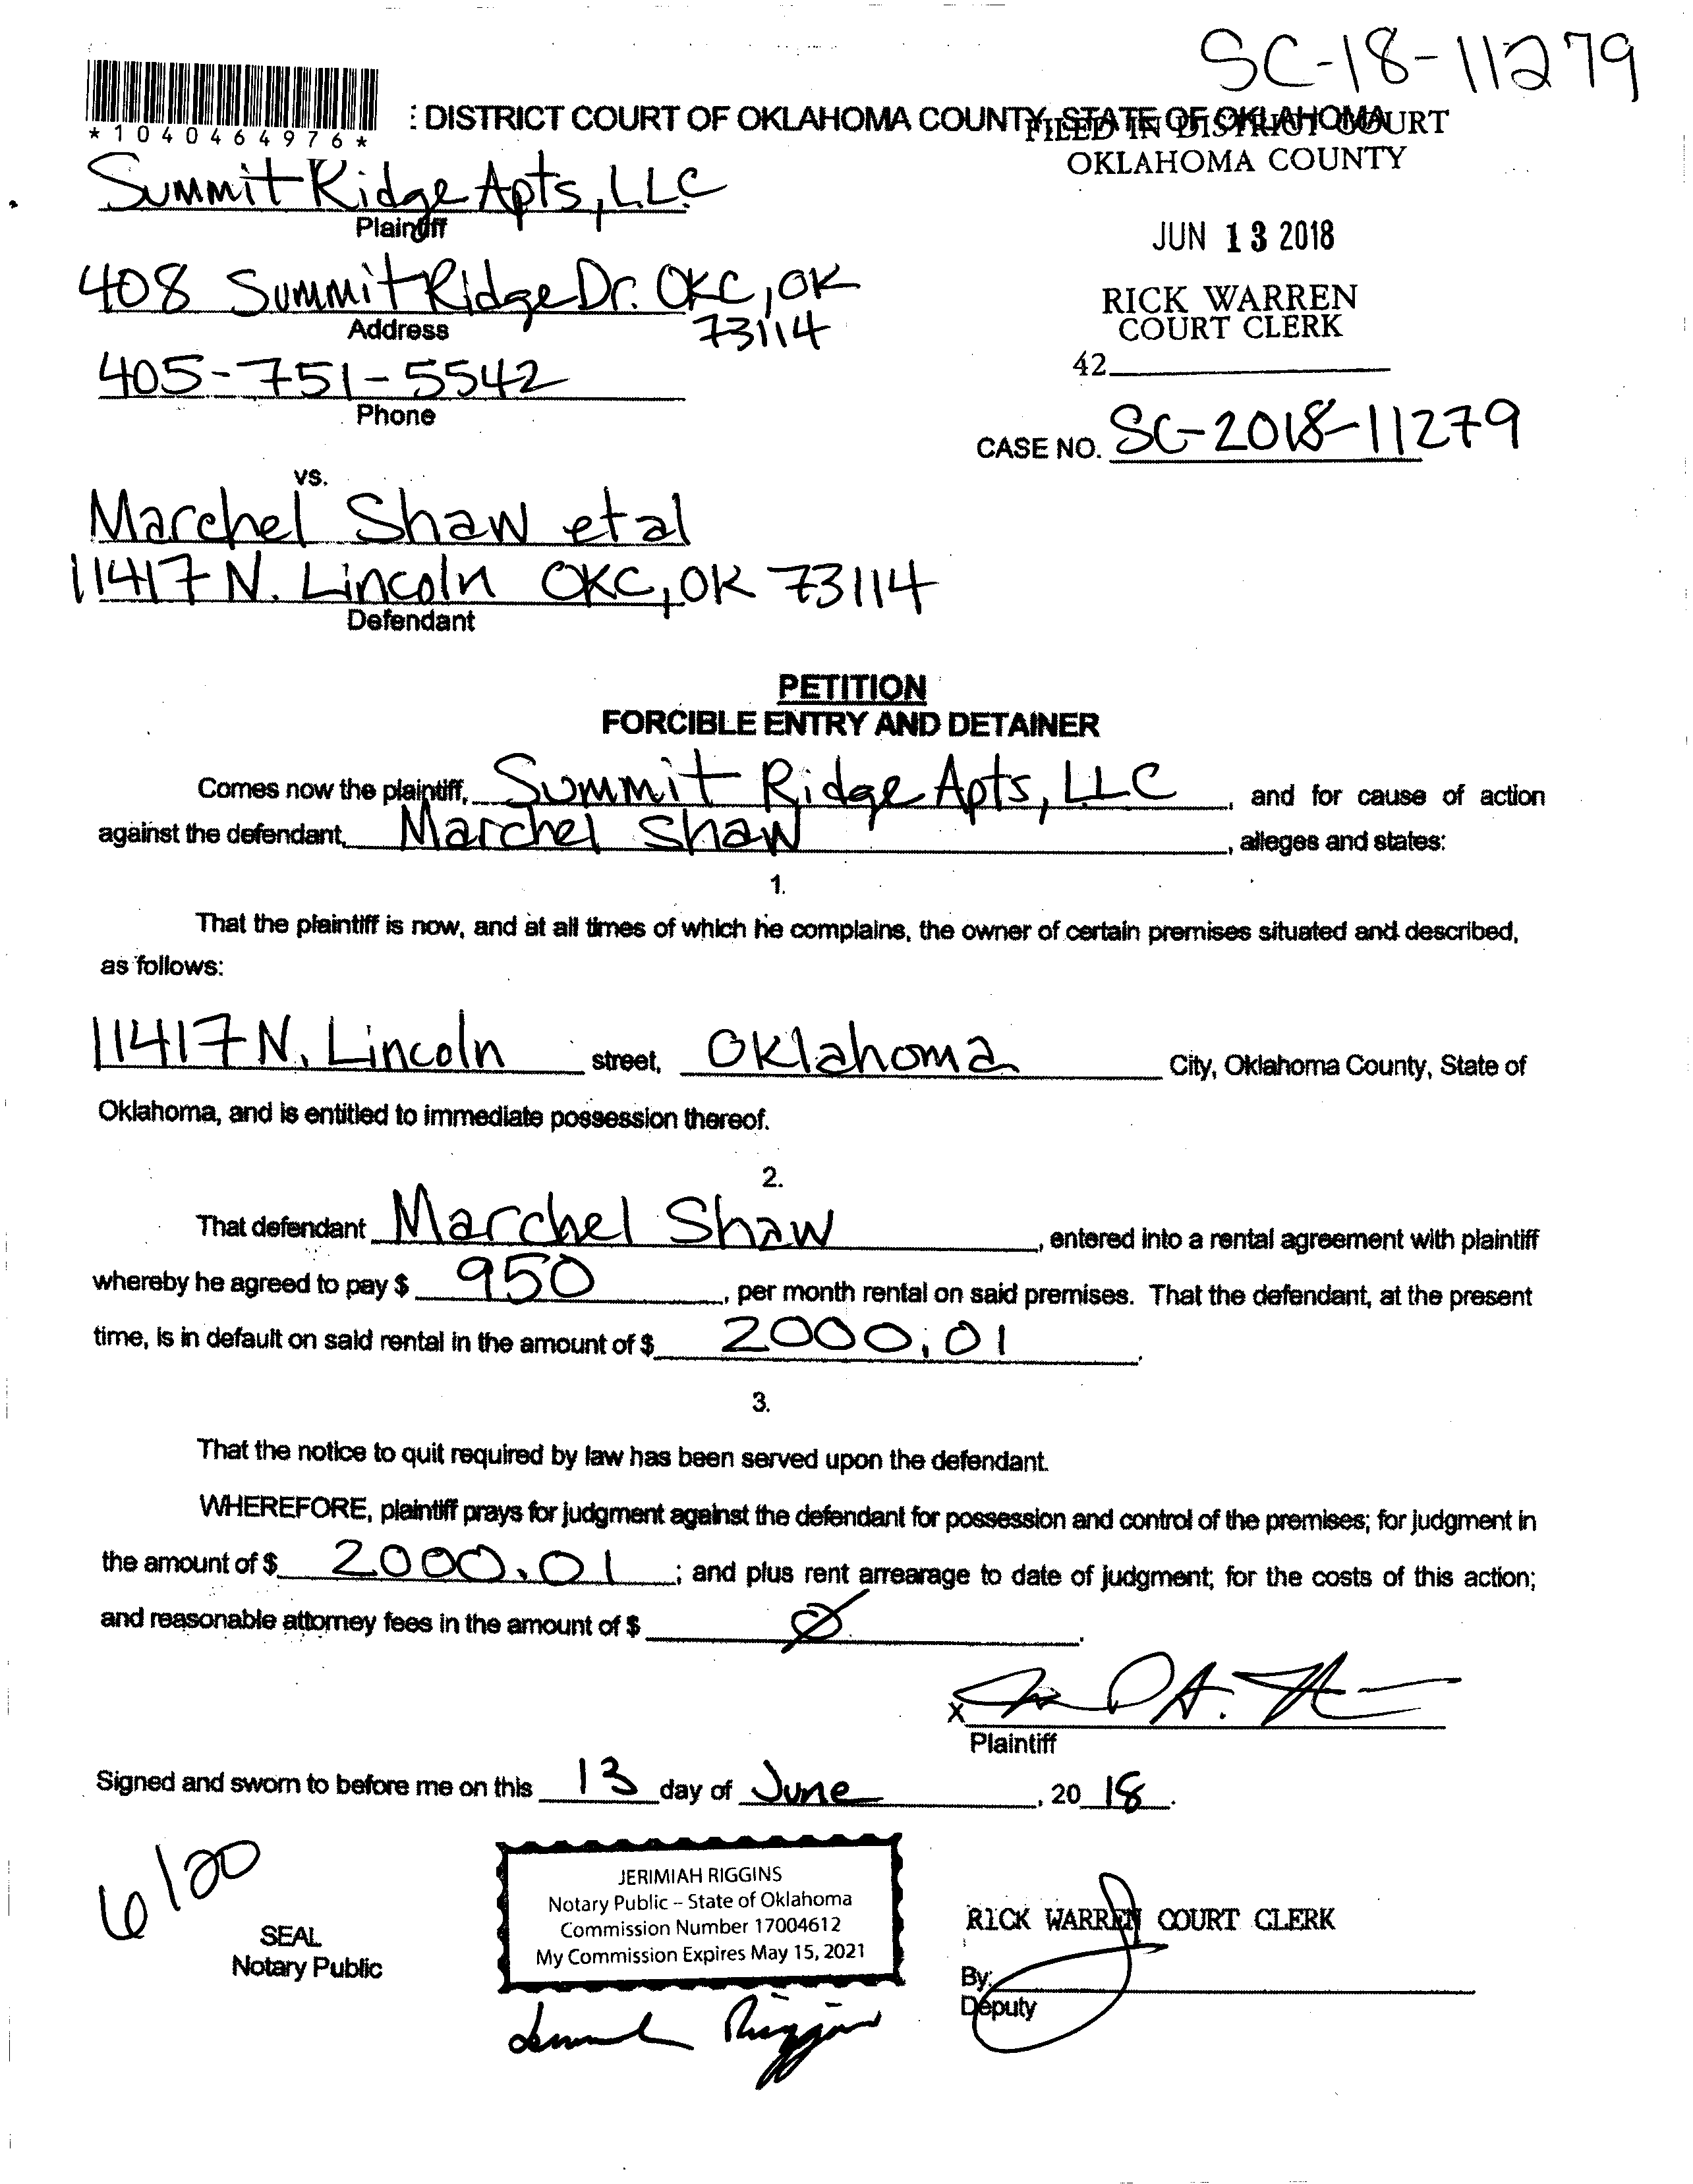 SC-18-11279
*1040464976*
: DISTRICT COURT OF OKLAHOMA COUNTY, STATE OF OKLAHOMA
FILED IN DISTRICT COURT
OKLAHOMA COUNTY
Summit Ridge Apts, LLC
Plaintiff
JUN 13 2018
408 Summit Ridge Dr. OKC, OK
73114
Address
RICK WARREN
COURT CLERK
42
405-751-5542
Phone
CASE NO. SC-2018-11279
vs.
Marchel Shaw et al
11417 N. Lincoln OKC, OK 73114
Defendant
PETITION
FORCIBLE ENTRY AND DETAINER
Comes now the plaintiff, Summit Ridge Apts, LLC, and for cause of action
against the defendant, Marchel Shaw, alleges and states:
1.
That the plaintiff is now, and at all times of which he complains, the owner of certain premises situated and described,
as follows:
11417 N. Lincoln street, Oklahoma City, Oklahoma County, State of
Oklahoma, and is entitled to immediate possession thereof.
2.
That defendant Marchel Shaw, entered into a rental agreement with plaintiff
whereby he agreed to pay $ 950, per month rental on said premises. That the defendant, at the present
time, is in default on said rental in the amount of $ 2000.01.
3.
That the notice to quit required by law has been served upon the defendant.
WHEREFORE, plaintiff prays for judgment against the defendant for possession and control of the premises; for judgment in
the amount of $ 2000.01; and plus rent arrearage to date of judgment; for the costs of this action;
and reasonable attorney fees in the amount of $ Ø.
X
Plaintiff
Signed and sworn to before me on this 13 day of June, 20 18.
6/20
SEAL
Notary Public
JERIMIAH RIGGINS
Notary Public – State of Oklahoma
Commission Number 17004612
My Commission Expires May 15, 2021
RICK WARREN COURT CLERK
By:
Deputy